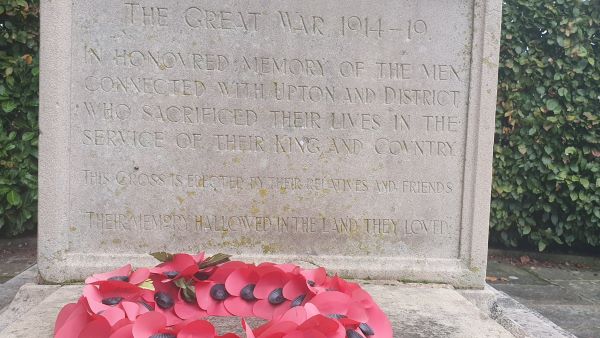 THE GREAT WAR 1914-19.
IN HONOVRED MEMORY OF THE MEN
CONNECTED WITH UPTON AND DISTRICT,
WHO SACRIFICED THEIR LIVES IN THE
SERVICE OF THEIR KING AND COVNTRY.
THIS CROSS IS ERECTED BY THEIR RELATIVES AND FRIENDS
THEIR MEMORY HALLOWED IN THE LAND THEY LOVED.